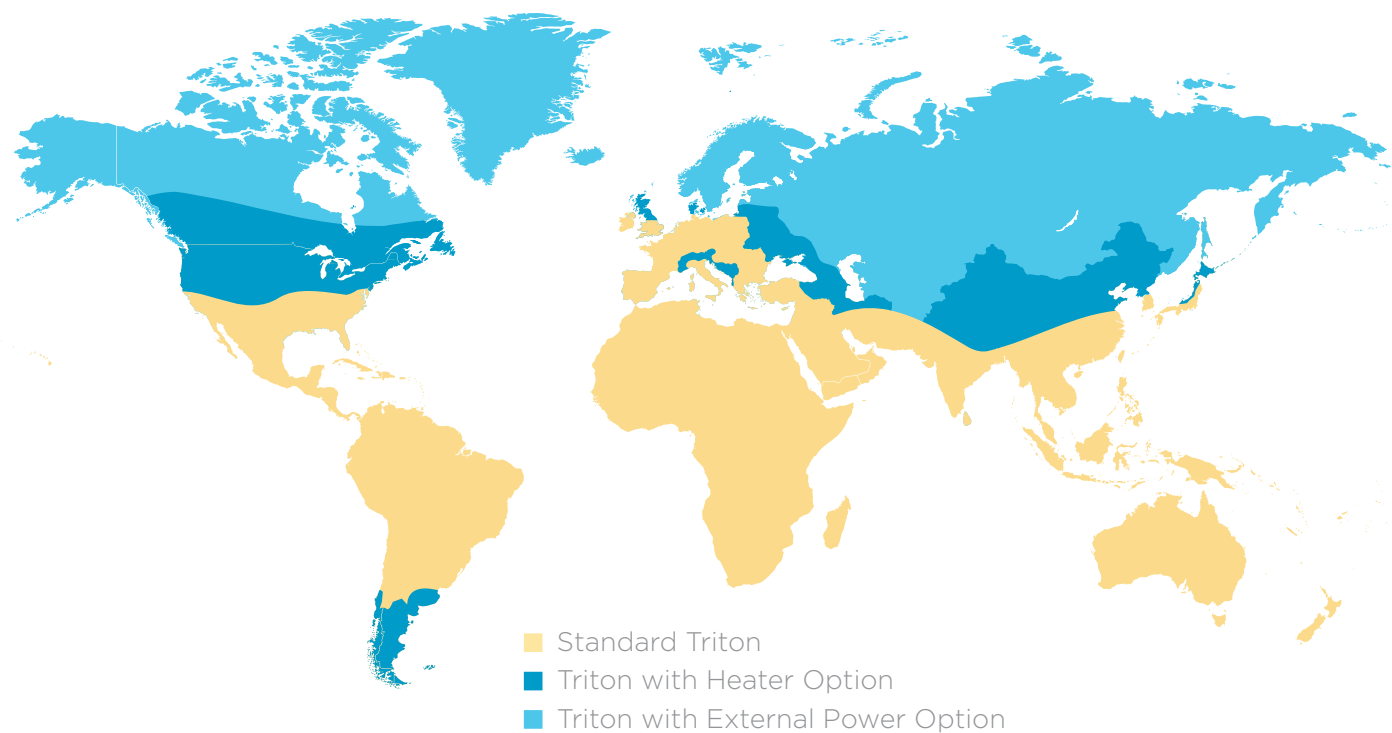 Standard Triton
Triton with Heater Option
Triton with External Power Option